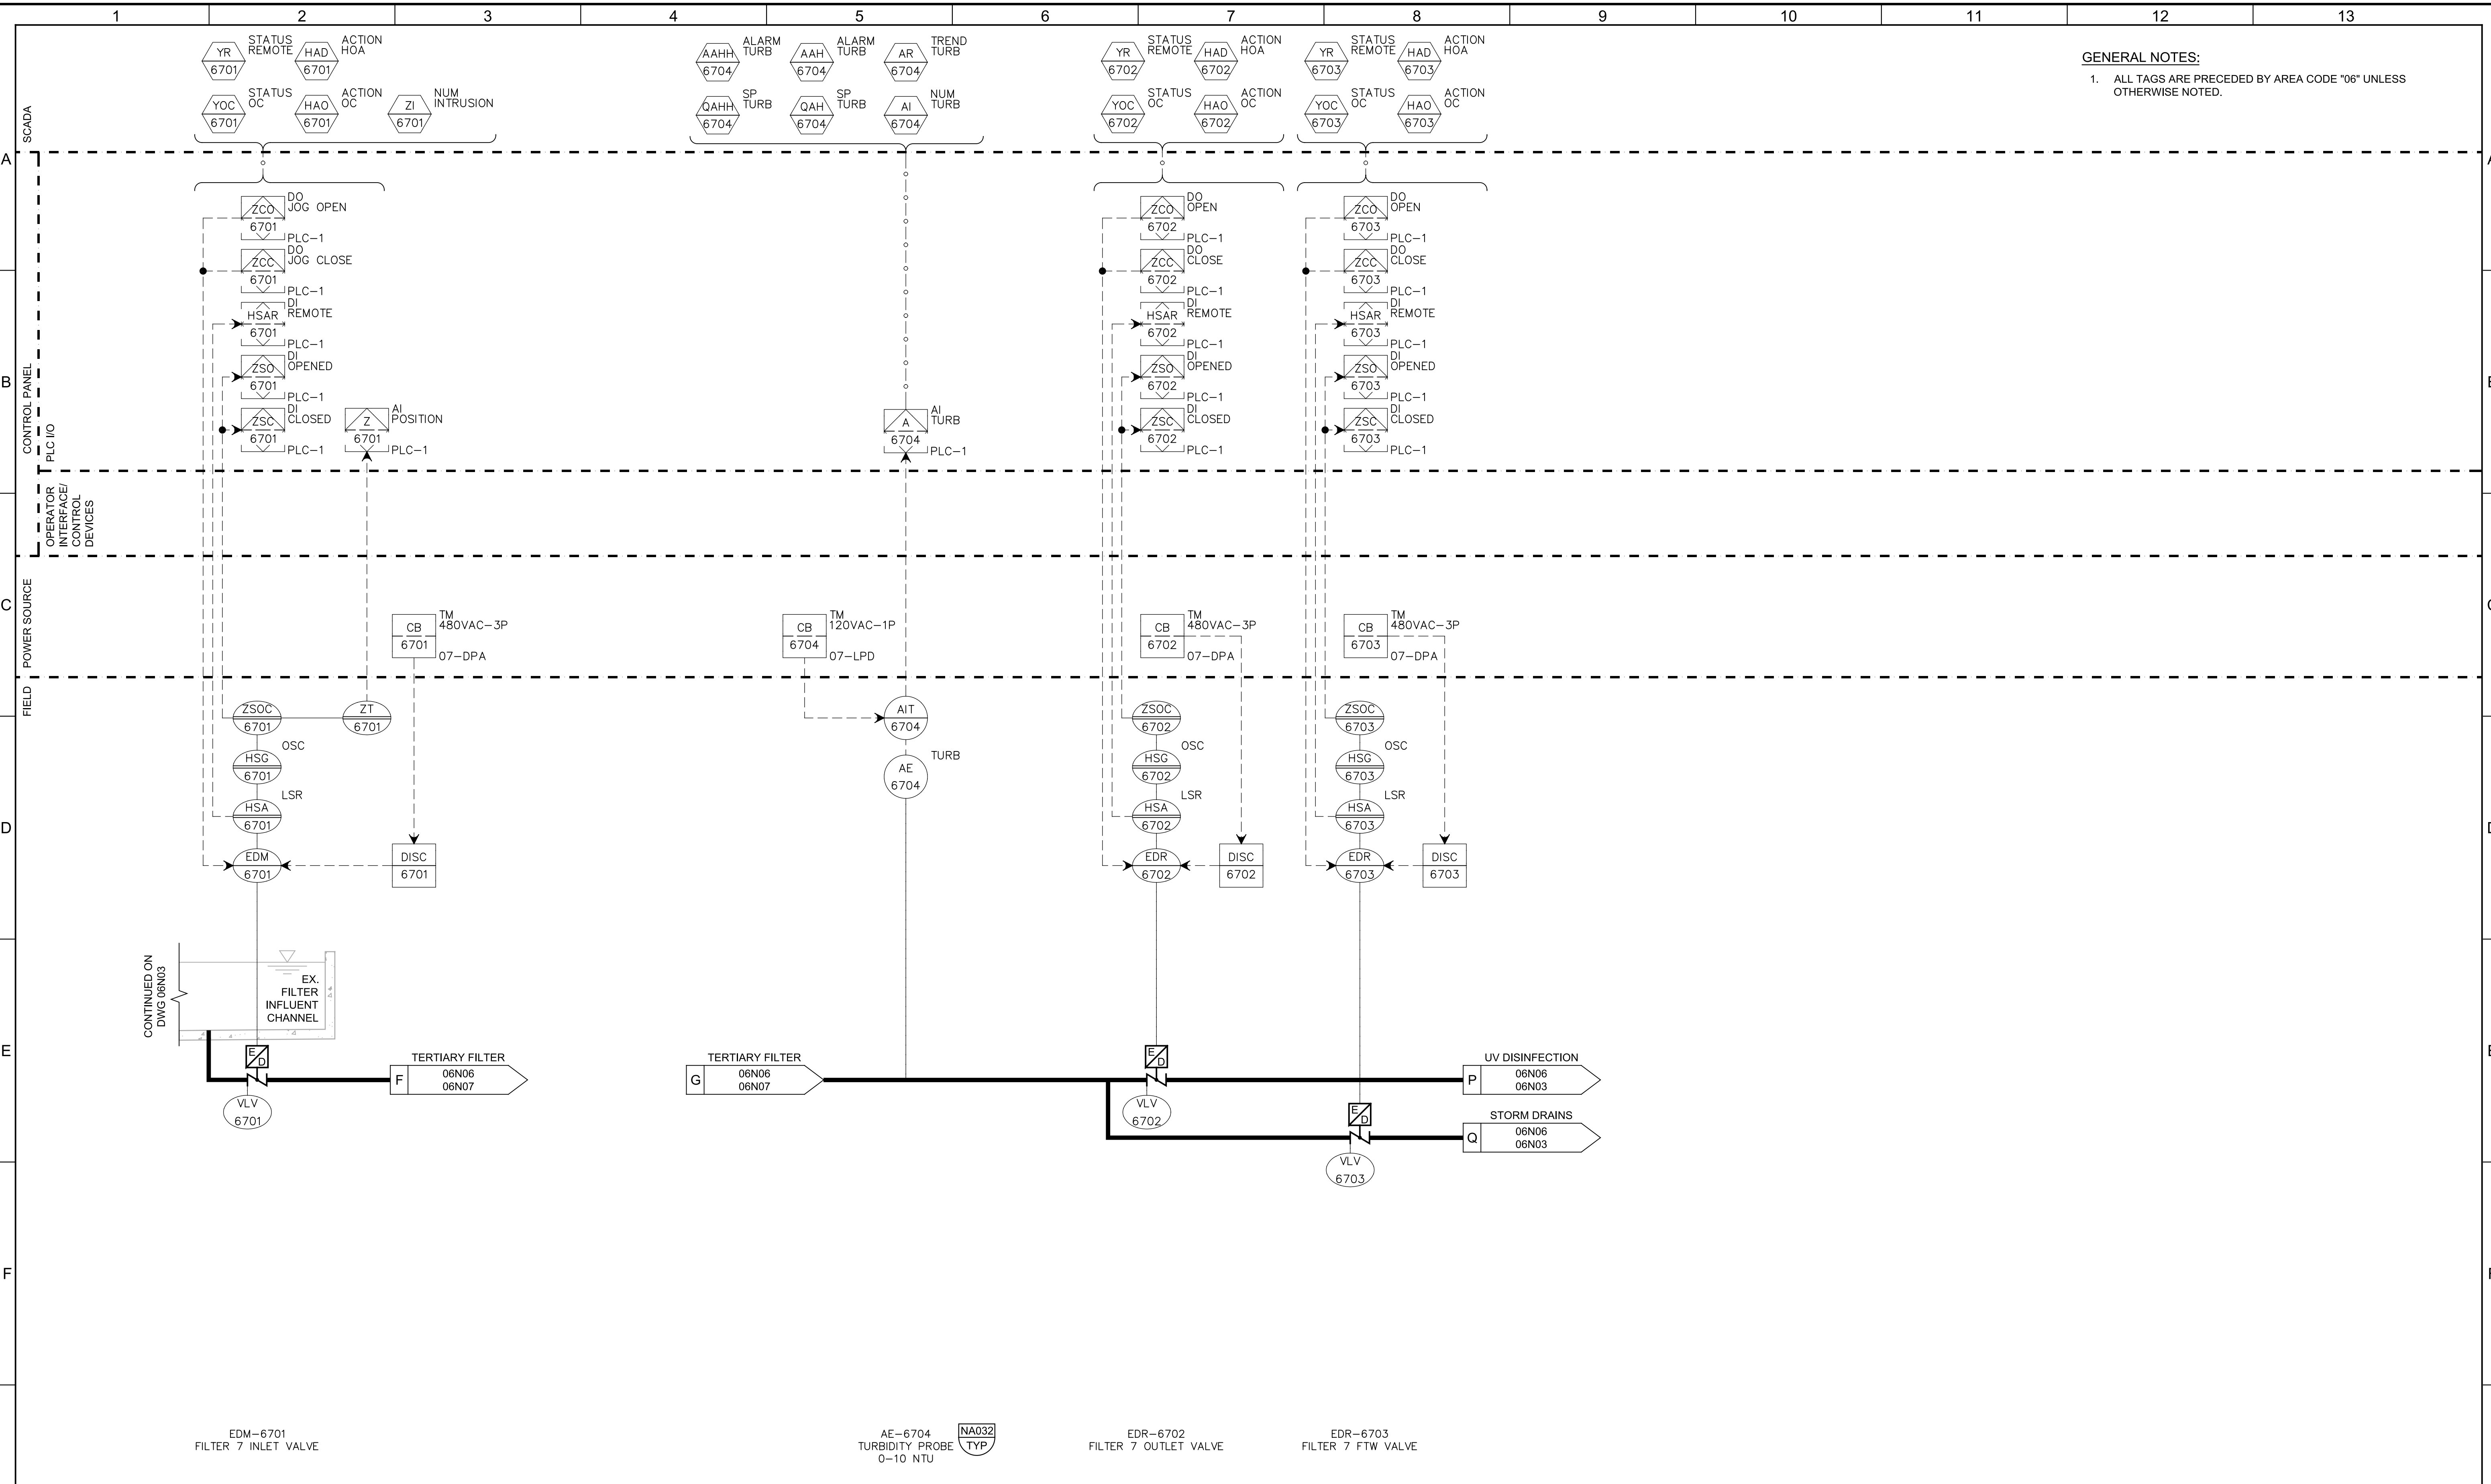 1 2 3 4 5 6 7 8 9 10 11 12 13
GENERAL NOTES:
1. ALL TAGS ARE PRECEDED BY AREA CODE "06" UNLESS
OTHERWISE NOTED.
A
B
C
D
E
F
SCADA
CONTROL PANEL
PLC I/O
OPERATOR
INTERFACE/
CONTROL
DEVICES
POWER SOURCE
FIELD
YR
6701
STATUS
REMOTE
HAD
6701
ACTION
HOA
YOC
6701
STATUS
OC
HAO
6701
ACTION
OC
ZI
6701
NUM
INTRUSION
ZCO
6701
DO
JOG OPEN
PLC-1
ZCC
6701
DO
JOG CLOSE
PLC-1
HSAR
6701
DI
REMOTE
PLC-1
ZSO
6701
DI
OPENED
PLC-1
ZSC
6701
DI
CLOSED
PLC-1
Z
6701
AI
POSITION
PLC-1
CB
6701
TM
480VAC-3P
07-DPA
ZSOC
6701
ZT
6701
OSC
HSG
6701
LSR
HSA
6701
EDM
6701
DISC
6701
CONTINUED ON
DWG 06N03
EX.
FILTER
INFLUENT
CHANNEL
E/D
VLV
6701
TERTIARY FILTER
F
06N06
06N07
EDM-6701
FILTER 7 INLET VALVE
AAHH
6704
ALARM
TURB
AAH
6704
ALARM
TURB
AR
6704
TREND
TURB
QAHH
6704
SP
TURB
QAH
6704
SP
TURB
AI
6704
NUM
TURB
A
6704
AI
TURB
PLC-1
CB
6704
TM
120VAC-1P
07-LPD
AIT
6704
AE
6704
TURB
TERTIARY FILTER
G
06N06
06N07
AE-6704
TURBIDITY PROBE
0-10 NTU
NA032
TYP
YR
6702
STATUS
REMOTE
HAD
6702
ACTION
HOA
YOC
6702
STATUS
OC
HAO
6702
ACTION
OC
ZCO
6702
DO
OPEN
PLC-1
ZCC
6702
DO
CLOSE
PLC-1
HSAR
6702
DI
REMOTE
PLC-1
ZSO
6702
DI
OPENED
PLC-1
ZSC
6702
DI
CLOSED
PLC-1
CB
6702
TM
480VAC-3P
07-DPA
ZSOC
6702
OSC
HSG
6702
LSR
HSA
6702
EDR
6702
DISC
6702
E/D
VLV
6702
EDR-6702
FILTER 7 OUTLET VALVE
YR
6703
STATUS
REMOTE
HAD
6703
ACTION
HOA
YOC
6703
STATUS
OC
HAO
6703
ACTION
OC
ZCO
6703
DO
OPEN
PLC-1
ZCC
6703
DO
CLOSE
PLC-1
HSAR
6703
DI
REMOTE
PLC-1
ZSO
6703
DI
OPENED
PLC-1
ZSC
6703
DI
CLOSED
PLC-1
CB
6703
TM
480VAC-3P
07-DPA
ZSOC
6703
OSC
HSG
6703
LSR
HSA
6703
EDR
6703
DISC
6703
E/D
VLV
6703
UV DISINFECTION
P
06N06
06N03
STORM DRAINS
Q
06N06
06N03
EDR-6703
FILTER 7 FTW VALVE